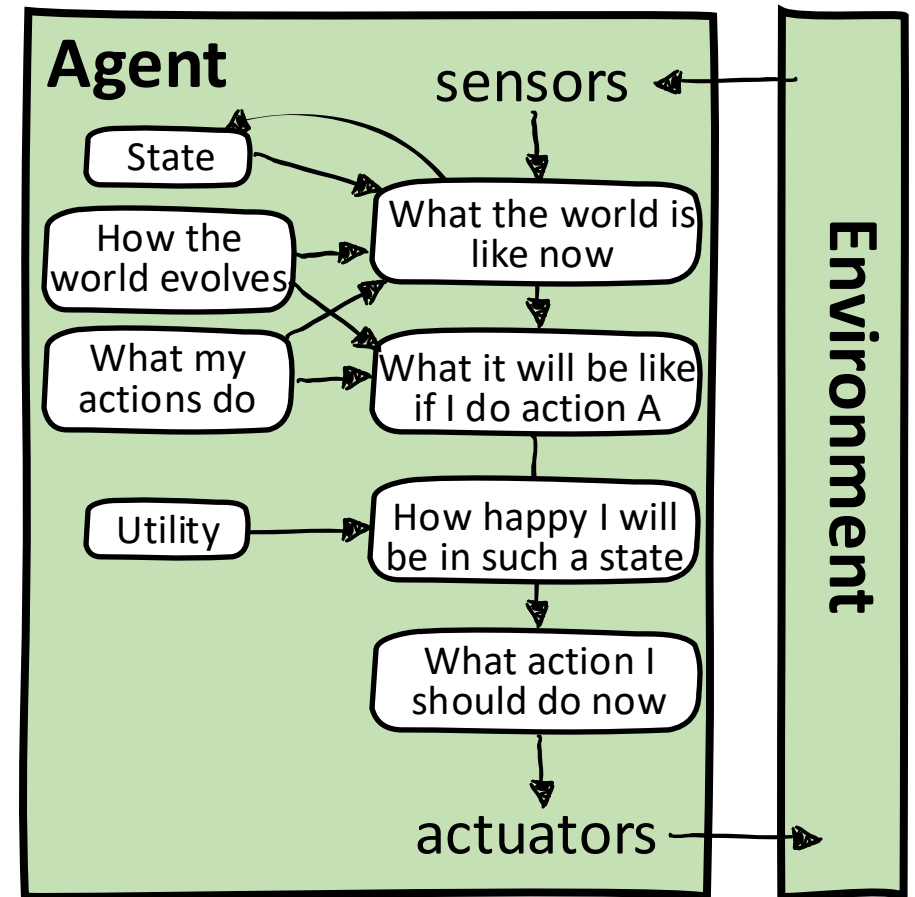 Agent
sensors
State
What the world is
like now
How the
world evolves
What my
actions do
What it will be like
if I do action A
Utility
How happy I will
be in such a state
What action I
should do now
actuators
Environment